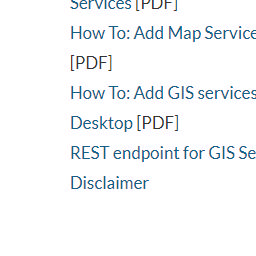 Services [PDF]
How To: Add Map Service
[PDF]
How To: Add GIS services
Desktop [PDF]
REST endpoint for GIS Se
Disclaimer